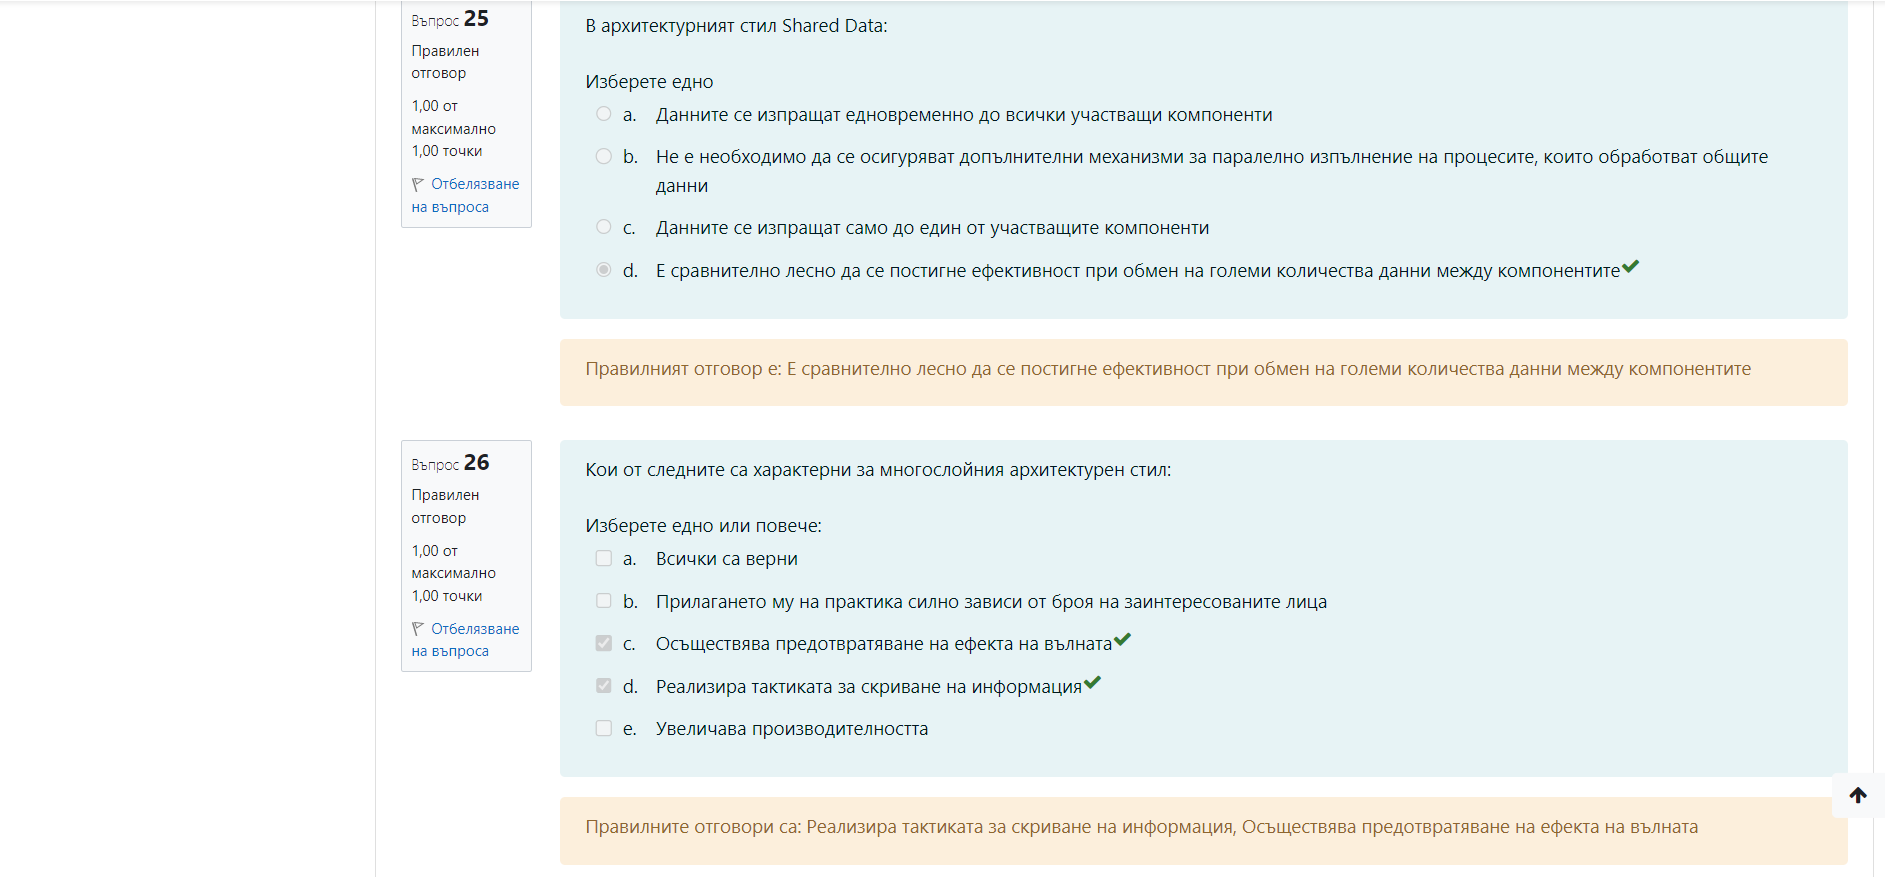 Въпрос 25
Правилен
отговор
1,00 от
максимално
1,00 точки
Отбелязване
на въпроса
В архитектурният стил Shared Data:
Изберете едно
a. Данните се изпращат едновременно до всички участващи компоненти
b. Не е необходимо да се осигуряват допълнителни механизми за паралелно изпълнение на процесите, които обработват общите
данни
c. Данните се изпращат само до един от участващите компоненти
d. Е сравнително лесно да се постигне ефективност при обмен на големи количества данни между компонентите
Правилният отговор е: Е сравнително лесно да се постигне ефективност при обмен на големи количества данни между компонентите
Въпрос 26
Правилен
отговор
1,00 от
максимално
1,00 точки
Отбелязване
на въпроса
Кои от следните са характерни за многослойния архитектурен стил:
Изберете едно или повече:
a. Всички са верни
b. Прилагането му на практика силно зависи от броя на заинтересованите лица
c. Осъществява предотвратяване на ефекта на вълната
d. Реализира тактиката за скриване на информация
e. Увеличава производителността
Правилните отговори са: Реализира тактиката за скриване на информация, Осъществява предотвратяване на ефекта на вълната